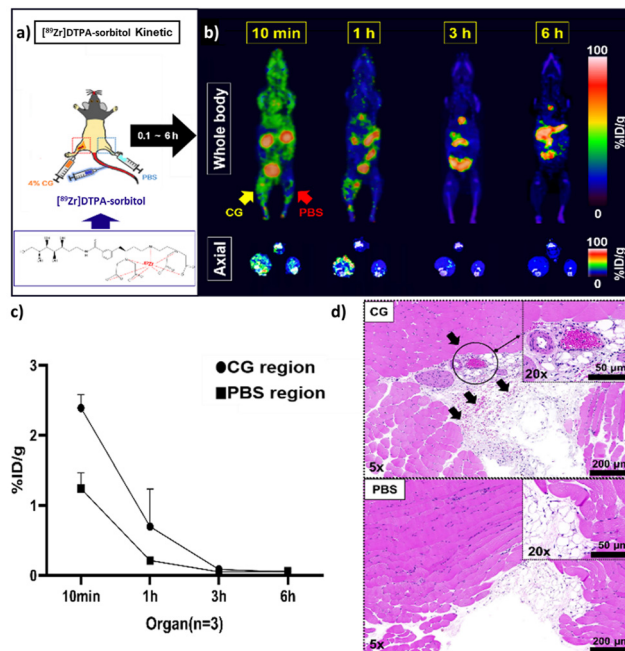 a)
[⁸⁹Zr]DTPA-sorbitol Kinetic
0.1 ~ 6 h
4% CG
PBS
[⁸⁹Zr]DTPA-sorbitol
b)
10 min
1 h
3 h
6 h
Whole body
CG
PBS
100
%ID/g
0
Axial
100
%ID/g
0
c)
CG region
PBS region
%ID/g
3
2
1
0
10min
1h
3h
6h
Organ(n=3)
d)
CG
20x
50 µm
5x
200 µm
PBS
20x
50 µm
5x
200 µm